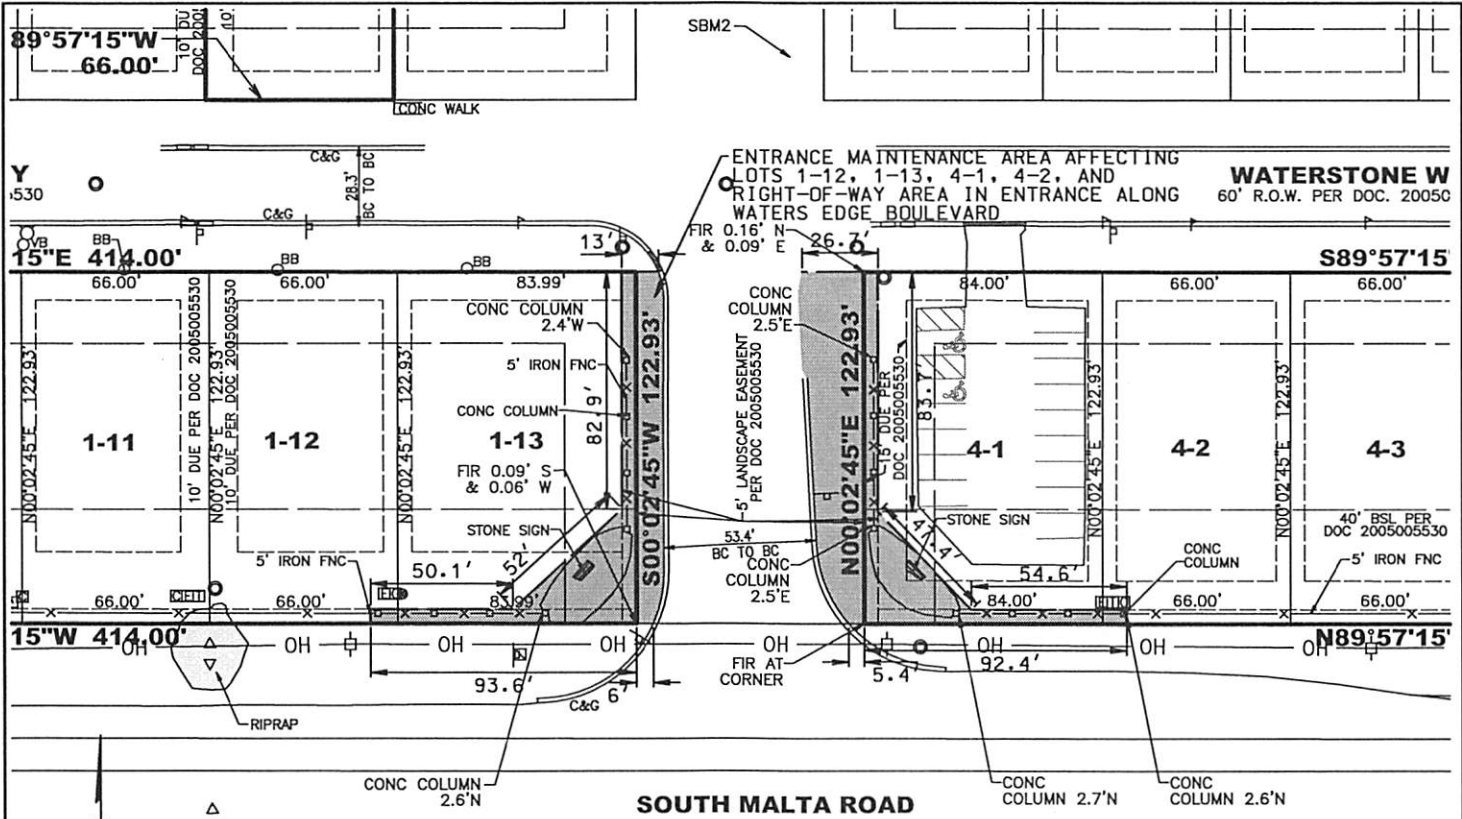 89°57'15"W
66.00'
10' DU
DOC 200
10'
SBM2
CONC WALK
C&G
28.3'
BC TO BC
Y
5530
ENTRANCE MAINTENANCE AREA AFFECTING
LOTS 1-12, 1-13, 4-1, 4-2, AND
RIGHT-OF-WAY AREA IN ENTRANCE ALONG
WATERS EDGE BOULEVARD
WATERSTONE W
60' R.O.W. PER DOC. 2005
C&G
VB
BB
BB
BB
13'
FIR 0.16' N
& 0.09' E
26.7'
15"E 414.00'
S89°57'15
66.00'
66.00'
83.99'
84.00'
66.00'
66.00'
CONC COLUMN
2.4'W
5' IRON FNC
CONC COLUMN
82.9'
FIR 0.09' S
& 0.06' W
STONE SIGN
52'
N00°02'45"E 122.93'
10' DUE PER DOC 2005005530
N00°02'45"E 122.93'
10' DUE PER DOC 2005005530
N00°02'45"E 122.93'
1-11
1-12
1-13
S00°02'45"W 122.93'
5' LANDSCAPE EASEMENT
PER DOC 2005005530
53.4'
BC TO BC
CONC
COLUMN
2.5'E
CONC
COLUMN
2.5'E
N00°02'45"E 122.93'
15' DUE PER
DOC 2005005530
83.7'
4-1
4-2
4-3
N00°02'45"E 122.93'
N00°02'45"E 122.93'
STONE SIGN
47.4'
40' BSL PER
DOC 2005005530
5' IRON FNC
CONC
COLUMN
5' IRON FNC
50.1'
54.6'
66.00'
66.00'
83.99'
84.00'
66.00'
66.00'
15"W 414.00'
N89°57'15'
OH
OH
OH
OH
OH
OH
OH
OH
FIR AT
CORNER
93.6'
6'
5.4'
92.4'
C&G
RIPRAP
CONC COLUMN
2.6'N
SOUTH MALTA ROAD
CONC
COLUMN 2.7'N
CONC
COLUMN 2.6'N